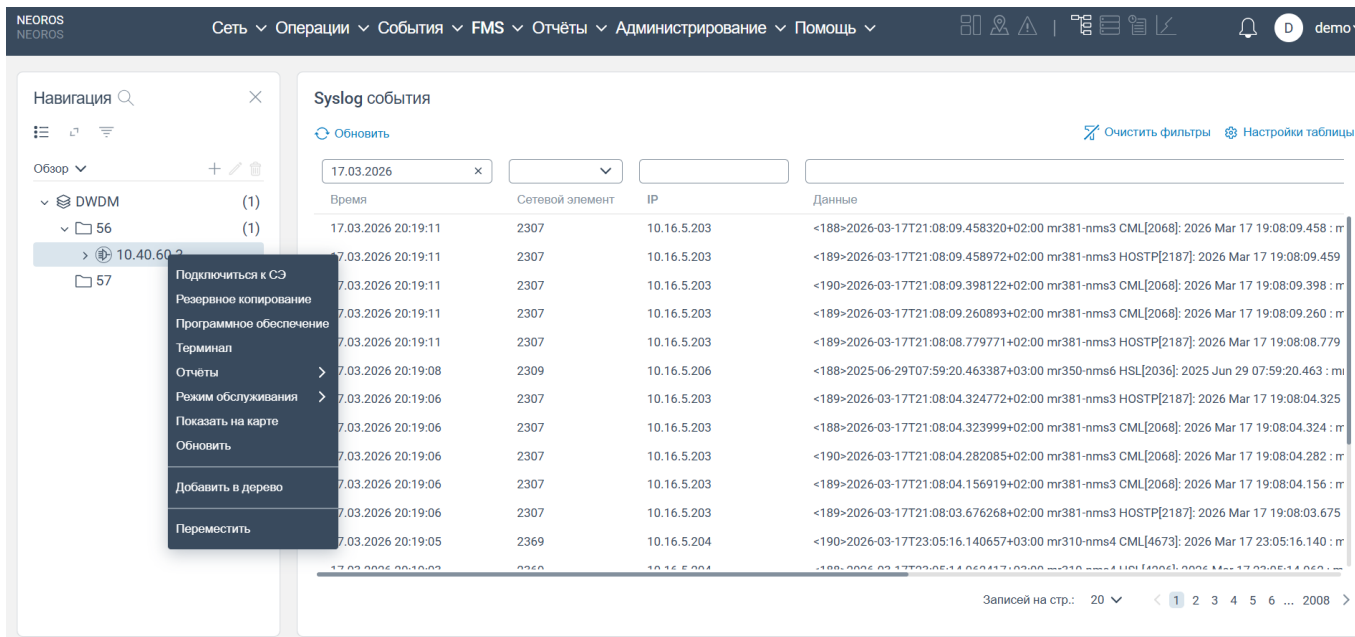 NEOROS
NEOROS
Сеть Операции События FMS Отчёты Администрирование Помощь
D demo
Навигация
Обзор
DWDM (1)
56 (1)
10.40.60
57
Подключиться к СЭ
Резервное копирование
Программное обеспечение
Терминал
Отчёты
Режим обслуживания
Показать на карте
Обновить
Добавить в дерево
Переместить
Syslog события
Обновить
Очистить фильтры Настройки таблицы
17.03.2026 ×
Время Сетевой элемент IP Данные
17.03.2026 20:19:11 2307 10.16.5.203 <188>2026-03-17T21:08:09.458320+02:00 mr381-nms3 CML[2068]: 2026 Mar 17 19:08:09.458 : m
7.03.2026 20:19:11 2307 10.16.5.203 <189>2026-03-17T21:08:09.458972+02:00 mr381-nms3 HOSTP[2187]: 2026 Mar 17 19:08:09.459
7.03.2026 20:19:11 2307 10.16.5.203 <190>2026-03-17T21:08:09.398122+02:00 mr381-nms3 CML[2068]: 2026 Mar 17 19:08:09.398 : m
7.03.2026 20:19:11 2307 10.16.5.203 <189>2026-03-17T21:08:09.260893+02:00 mr381-nms3 CML[2068]: 2026 Mar 17 19:08:09.260 : m
7.03.2026 20:19:11 2307 10.16.5.203 <189>2026-03-17T21:08:08.779771+02:00 mr381-nms3 HOSTP[2187]: 2026 Mar 17 19:08:08.779
7.03.2026 20:19:08 2309 10.16.5.206 <188>2025-06-29T07:59:20.463387+03:00 mr350-nms6 HSL[2036]: 2025 Jun 29 07:59:20.463 : m
7.03.2026 20:19:06 2307 10.16.5.203 <189>2026-03-17T21:08:04.324772+02:00 mr381-nms3 HOSTP[2187]: 2026 Mar 17 19:08:04.325
7.03.2026 20:19:06 2307 10.16.5.203 <188>2026-03-17T21:08:04.323999+02:00 mr381-nms3 CML[2068]: 2026 Mar 17 19:08:04.324 : m
7.03.2026 20:19:06 2307 10.16.5.203 <190>2026-03-17T21:08:04.282085+02:00 mr381-nms3 CML[2068]: 2026 Mar 17 19:08:04.282 : m
7.03.2026 20:19:06 2307 10.16.5.203 <189>2026-03-17T21:08:04.156919+02:00 mr381-nms3 CML[2068]: 2026 Mar 17 19:08:04.156 : m
7.03.2026 20:19:06 2307 10.16.5.203 <189>2026-03-17T21:08:03.676268+02:00 mr381-nms3 HOSTP[2187]: 2026 Mar 17 19:08:03.675
7.03.2026 20:19:05 2369 10.16.5.204 <190>2026-03-17T23:05:16.140657+03:00 mr310-nms4 CML[4673]: 2026 Mar 17 23:05:16.140 : m
Записей на стр.: 20 < 1 2 3 4 5 6 ... 2008 >